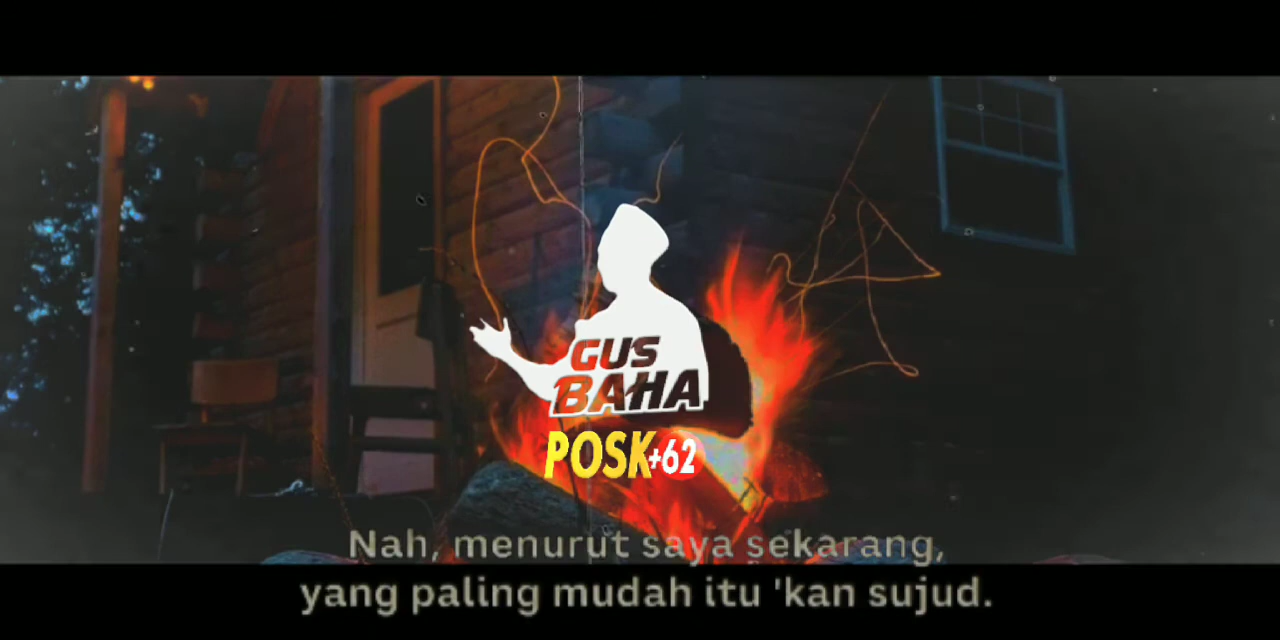 GUS
BAHA
POSK+62
Nah, menurut saya sekarang,
yang paling mudah itu 'kan sujud.